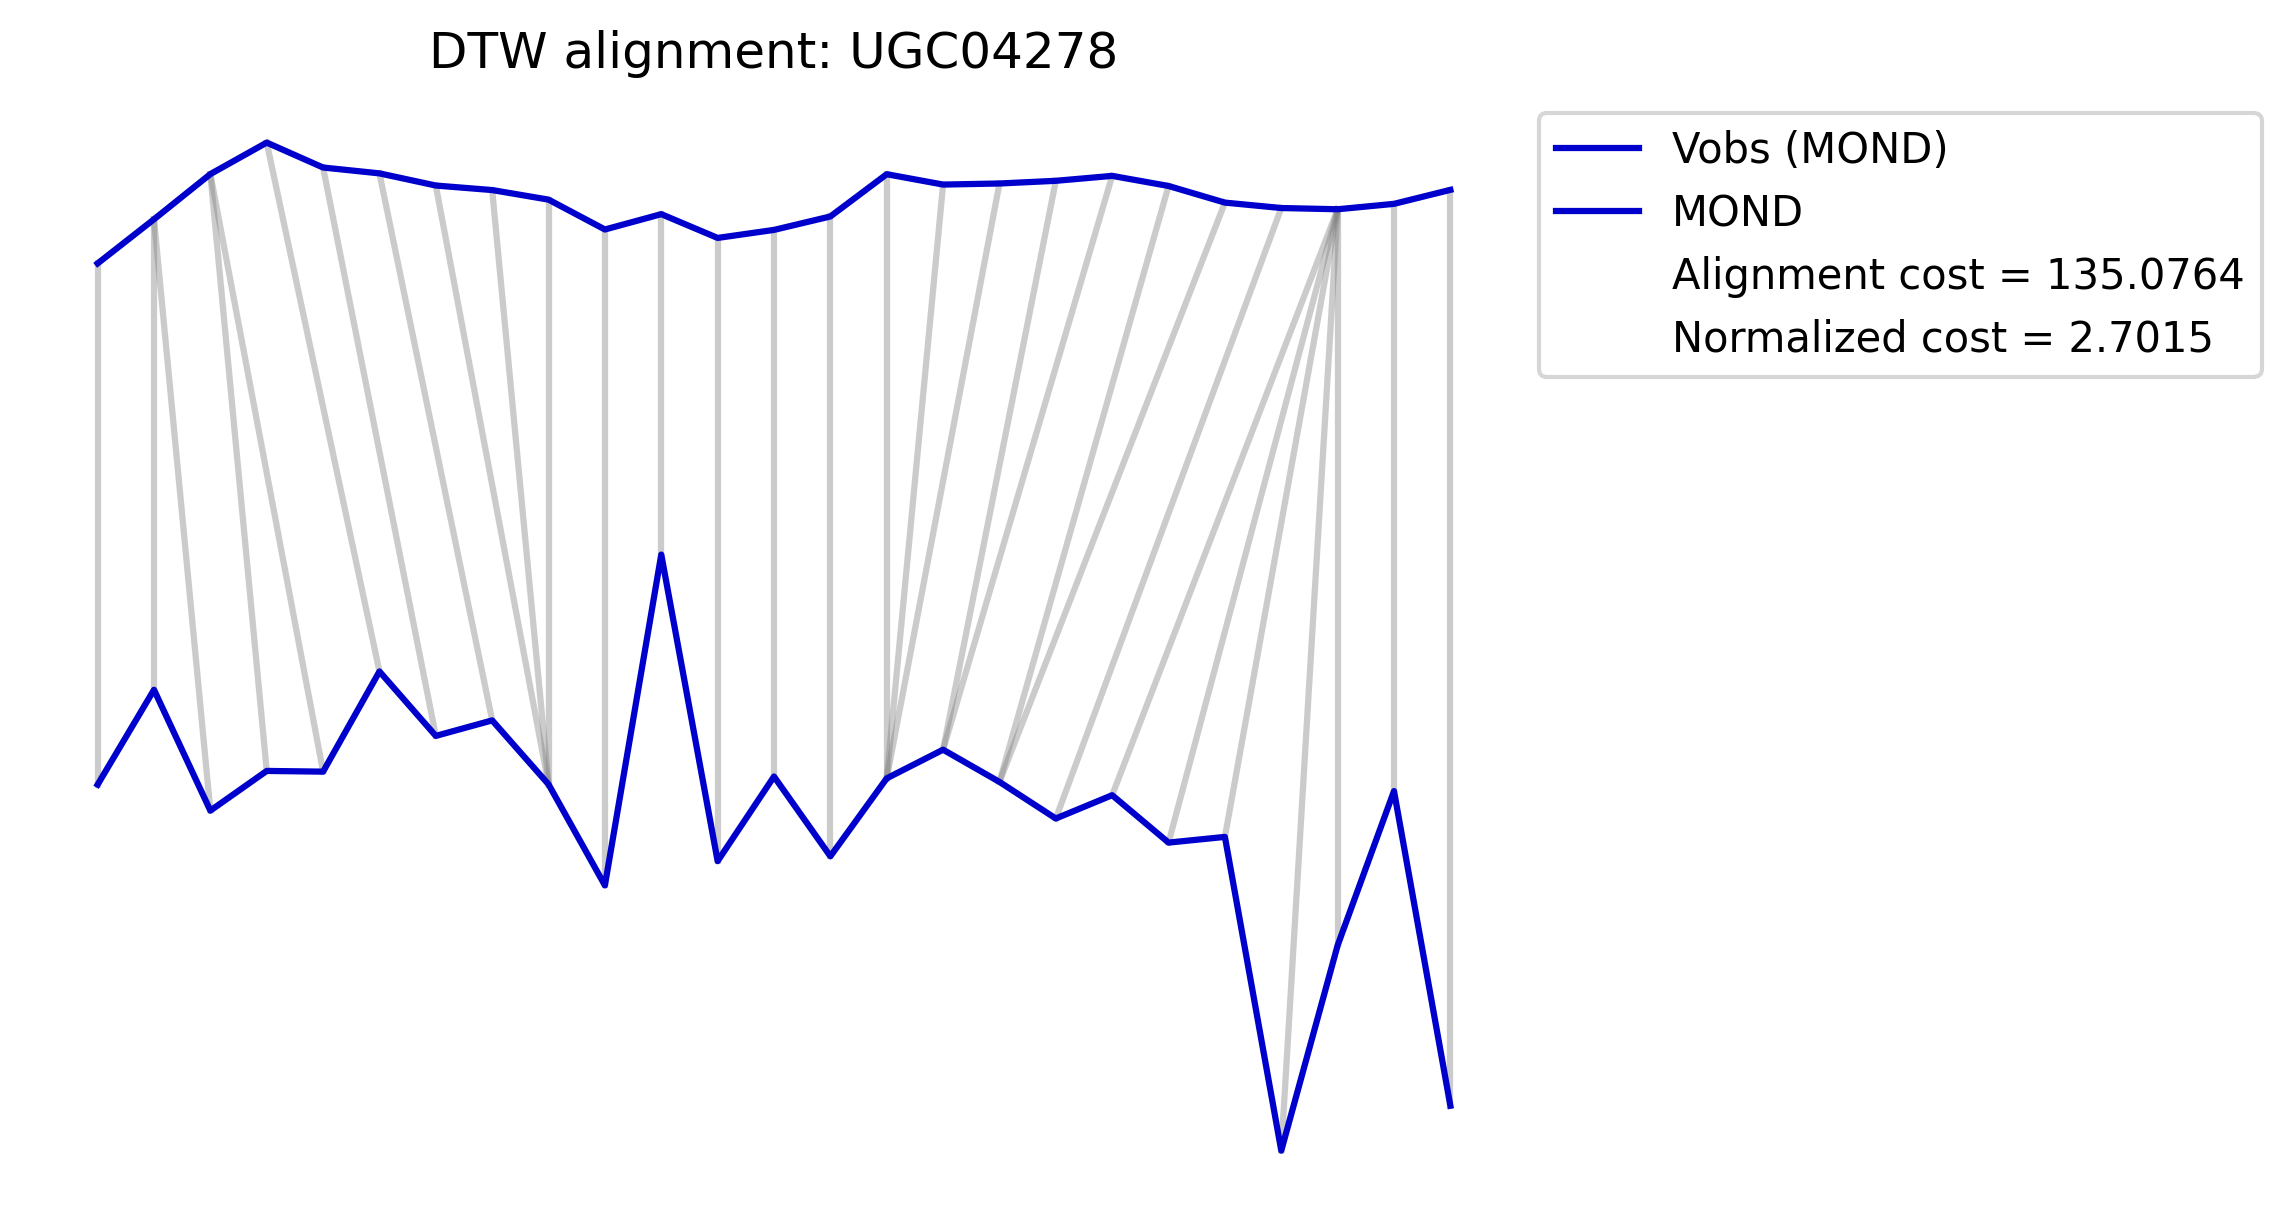 DTW alignment: UGC04278
Vobs (MOND)
MOND
Alignment cost = 135.0764
Normalized cost = 2.7015